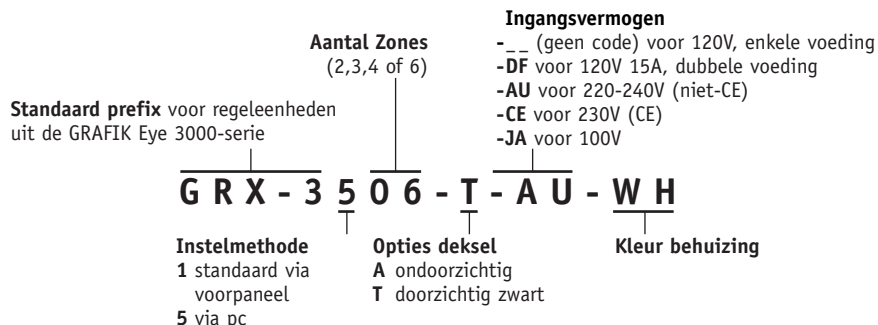 Ingangsvermogen
-__ (geen code) voor 120V, enkele voeding
-DF voor 120V 15A, dubbele voeding
-AU voor 220-240V (niet-CE)
-CE voor 230V (CE)
-JA voor 100V
Aantal Zones
(2,3,4 of 6)
Standaard prefix voor regeleenheden
uit de GRAFIK Eye 3000-serie
GRX-3506-T-AU-WH
Instelmethode
1 standaard via
voorpaneel
5 via pc
Opties deksel
A ondoorzichtig
T doorzichtig zwart
Kleur behuizing